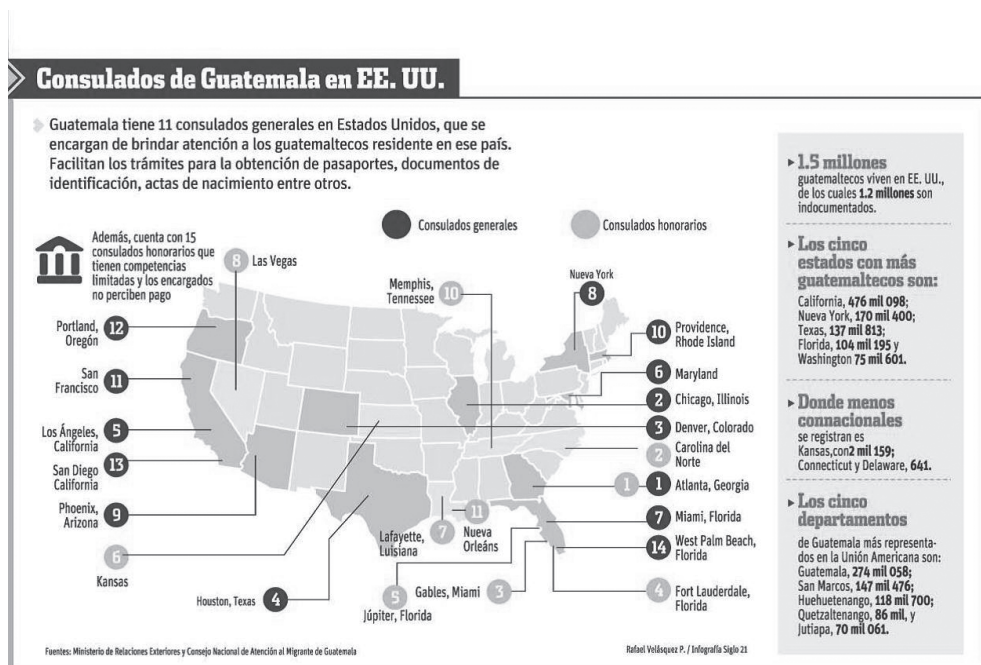 Consulados de Guatemala en EE. UU.
Guatemala tiene 11 consulados generales en Estados Unidos, que se
encargan de brindar atención a los guatemaltecos residente en ese país.
Facilitan los trámites para la obtención de pasaportes, documentos de
identificación, actas de nacimiento entre otros.
Consulados generales
Consulados honorarios
Además, cuenta con 15
consulados honorarios que
tienen competencias
limitadas y los encargados
no perciben pago
8 Las Vegas
Memphis,
Tennessee 10
Nueva York
8
Portland,
Oregón 12
San
Francisco 11
Los Ángeles,
California 5
San Diego
California 13
Phoenix,
Arizona 9
6
Kansas
Houston, Texas 4
Lafayette,
Luisiana 7
11
Nueva
Orleáns
5
Júpiter, Florida
Gables, Miami 3
10 Providence,
Rhode Island
6 Maryland
2 Chicago, Illinois
3 Denver, Colorado
2 Carolina del
Norte
1 1 Atlanta, Georgia
7 Miami, Florida
14 West Palm Beach,
Florida
4 Fort Lauderdale,
Florida
1.5 millones
guatemaltecos viven en EE. UU.,
de los cuales 1.2 millones son
indocumentados.
Los cinco
estados con más
guatemaltecos son:
California, 476 mil 098;
Nueva York, 170 mil 400;
Texas, 137 mil 813;
Florida, 104 mil 195 y
Washington 75 mil 601.
Donde menos
connacionales
se registran es
Kansas,con2 mil 159;
Connecticut y Delaware, 641.
Los cinco
departamentos
de Guatemala más representa-
dos en la Unión Americana son:
Guatemala, 274 mil 058;
San Marcos, 147 mil 476;
Huehuetenango, 118 mil 700;
Quetzaltenango, 86 mil, y
Jutiapa, 70 mil 061.
Fuentes: Ministerio de Relaciones Exteriores y Consejo Nacional de Atención al Migrante de Guatemala
Rafael Velásquez P. / Infografía Siglo 21